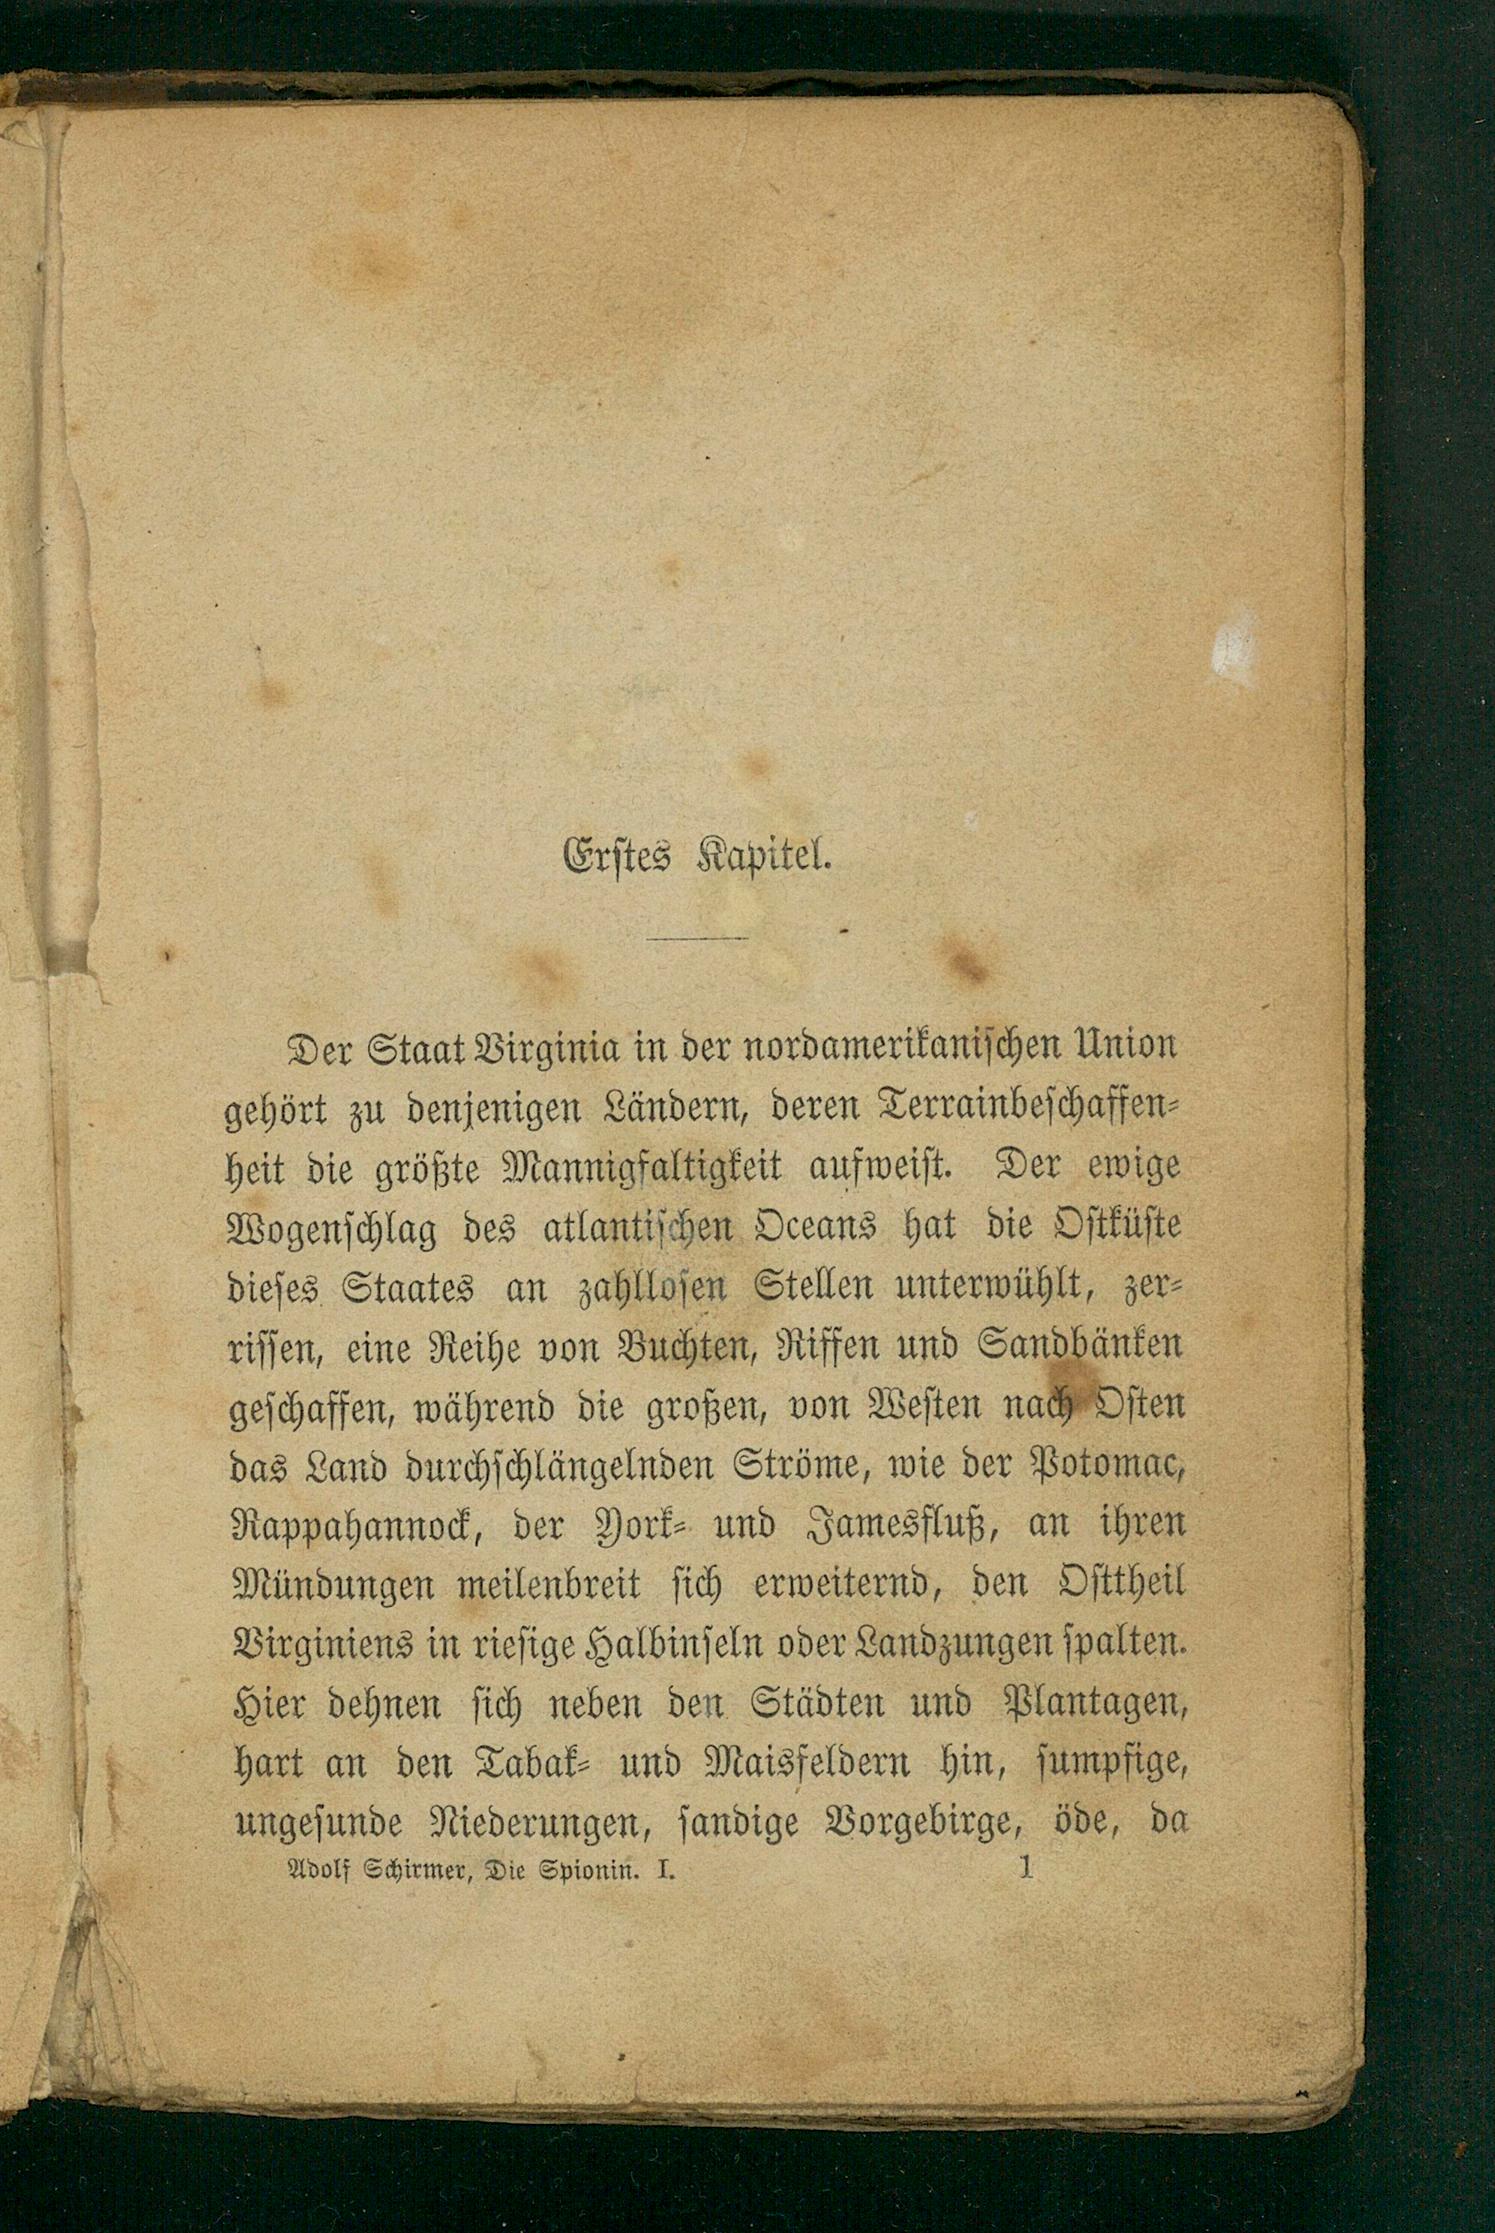 Erstes Kapitel.
Der Staat Virginia in der nordamerikanischen Union
gehört zu denjenigen Ländern, deren Terrainbeschaffen-
heit die größte Mannigfaltigkeit aufweist. Der ewige
Wogenschlag des atlantischen Oceans hat die Ostküste
dieses Staates an zahllosen Stellen unterwühlt, zer-
rissen, eine Reihe von Buchten, Riffen und Sandbänken
geschaffen, während die großen, von Westen nach Osten
das Land durchschlängelnden Ströme, wie der Potomac,
Rappahannock, der York- und Jamesfluß, an ihren
Mündungen meilenbreit sich erweiternd, den Osttheil
Virginiens in riesige Halbinseln oder Landzungen spalten.
Hier dehnen sich neben den Städten und Plantagen,
hart an den Tabak- und Maisfeldern hin, sumpfige,
ungesunde Niederungen, sandige Vorgebirge, öde, da
Adolf Schirmer, Die Spionin. I. 1